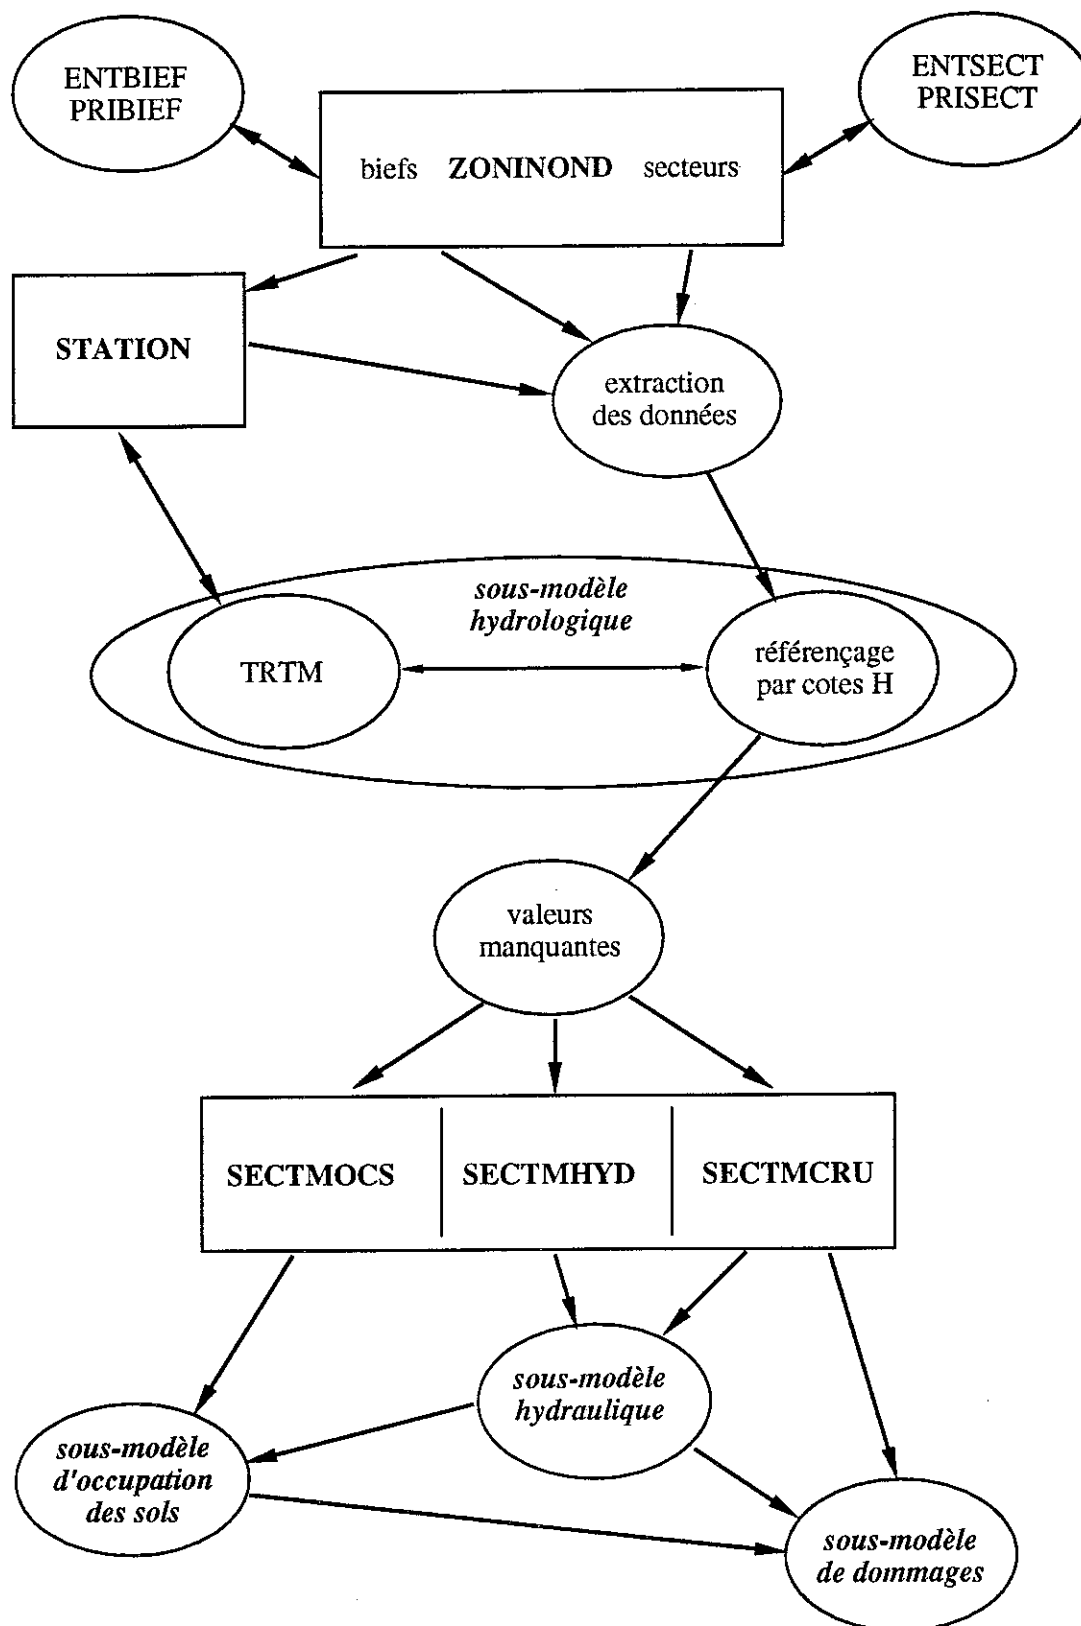 ENTBIEF
PRIBIEF
ENTSECT
PRISECT
biefs ZONINOND secteurs
STATION
extraction
des données
sous-modèle
hydrologique
TRTM
référençage
par cotes H
valeurs
manquantes
SECTMOCS SECTMHYD SECTMCRU
sous-modèle
hydraulique
sous-modèle
d'occupation
des sols
sous-modèle
de dommages